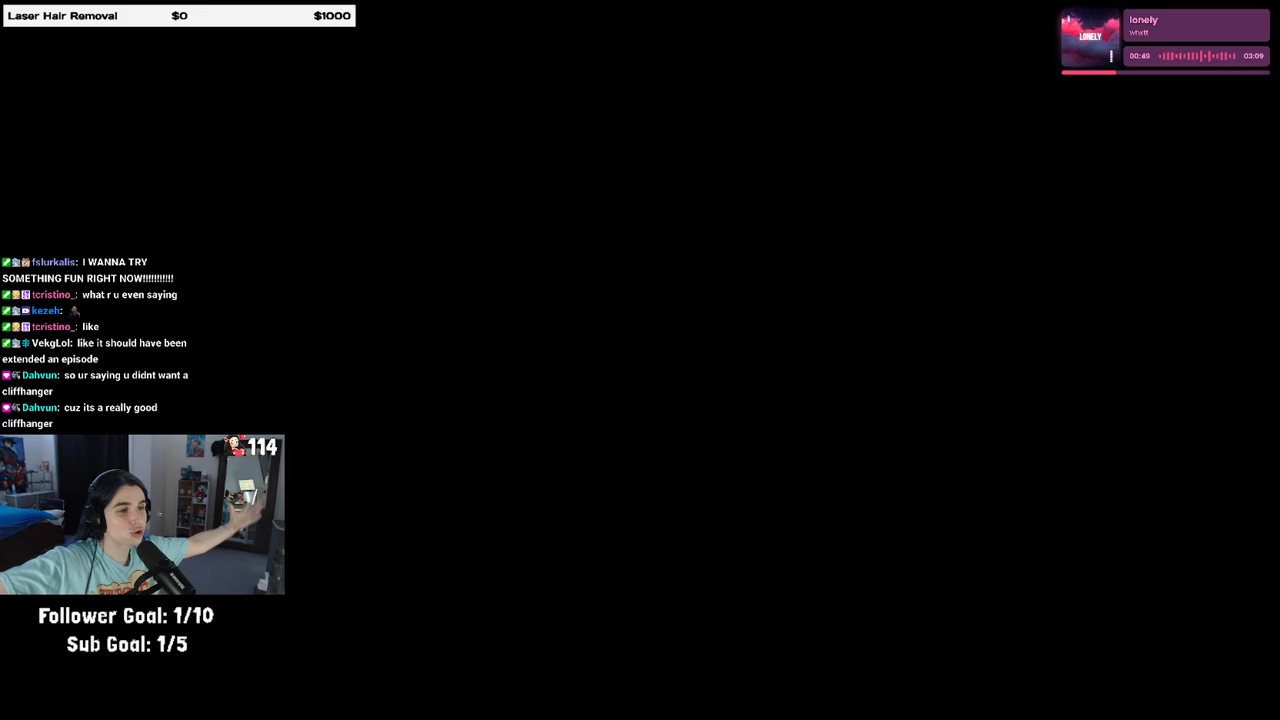 Laser Hair Removal $0 $1000
lonely
LONELY
00:49 03:09
fslurkalis: I WANNA TRY
SOMETHING FUN RIGHT NOW!!!!!!!!!!!
tcristino_: what r u even saying
kezeh:
tcristino_: like
VekgLol: like it should have been
extended an episode
Dahvun: so ur saying u didnt want a
cliffhanger
Dahvun: cuz its a really good
cliffhanger
114
Follower Goal: 1/10
Sub Goal: 1/5